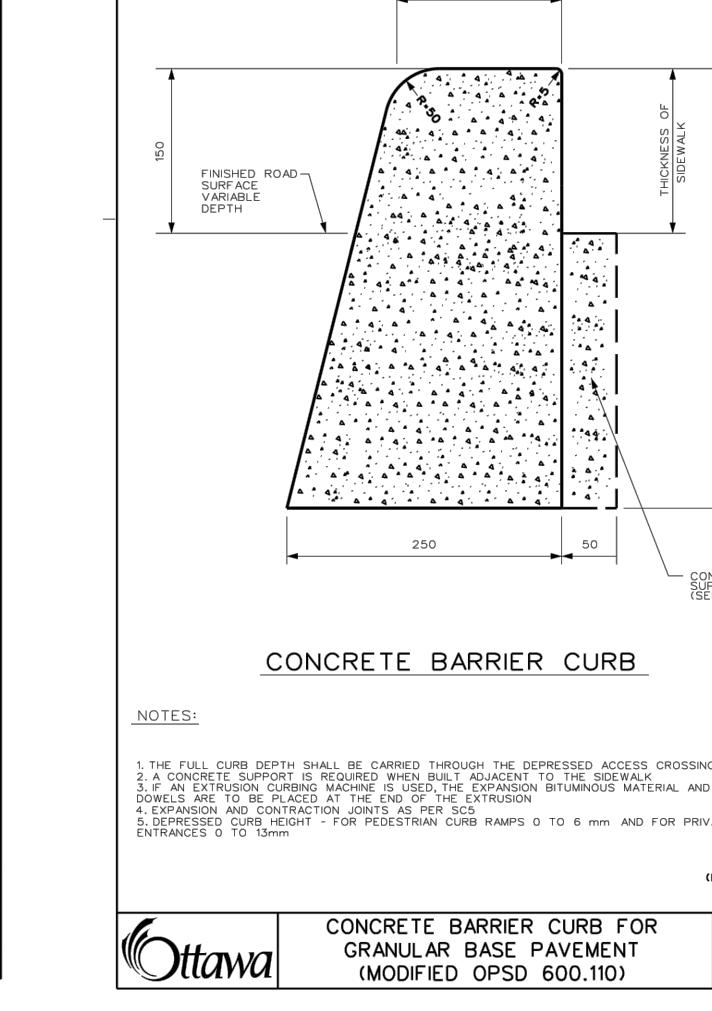 R=50
R=5
150
THICKNESS OF
SIDEWALK
FINISHED ROAD
SURFACE
VARIABLE
DEPTH
250
50
CONCRETE BARRIER CURB
NOTES:
1. THE FULL CURB DEPTH SHALL BE CARRIED THROUGH THE DEPRESSED ACCESS CROSSING
2. A CONCRETE SUPPORT IS REQUIRED WHEN BUILT ADJACENT TO THE SIDEWALK
3. IF AN EXTRUSION CURBING MACHINE IS USED, THE EXPANSION BITUMINOUS MATERIAL AND
DOWELS ARE TO BE PLACED AT THE END OF THE EXTRUSION
4. EXPANSION AND CONTRACTION JOINTS AS PER SC5
5. DEPRESSED CURB HEIGHT - FOR PEDESTRIAN CURB RAMPS 0 TO 6 mm AND FOR
ENTRANCES 0 TO 13mm
Ottawa
CONCRETE BARRIER CURB FOR
GRANULAR BASE PAVEMENT
(MODIFIED OPSD 600.110)